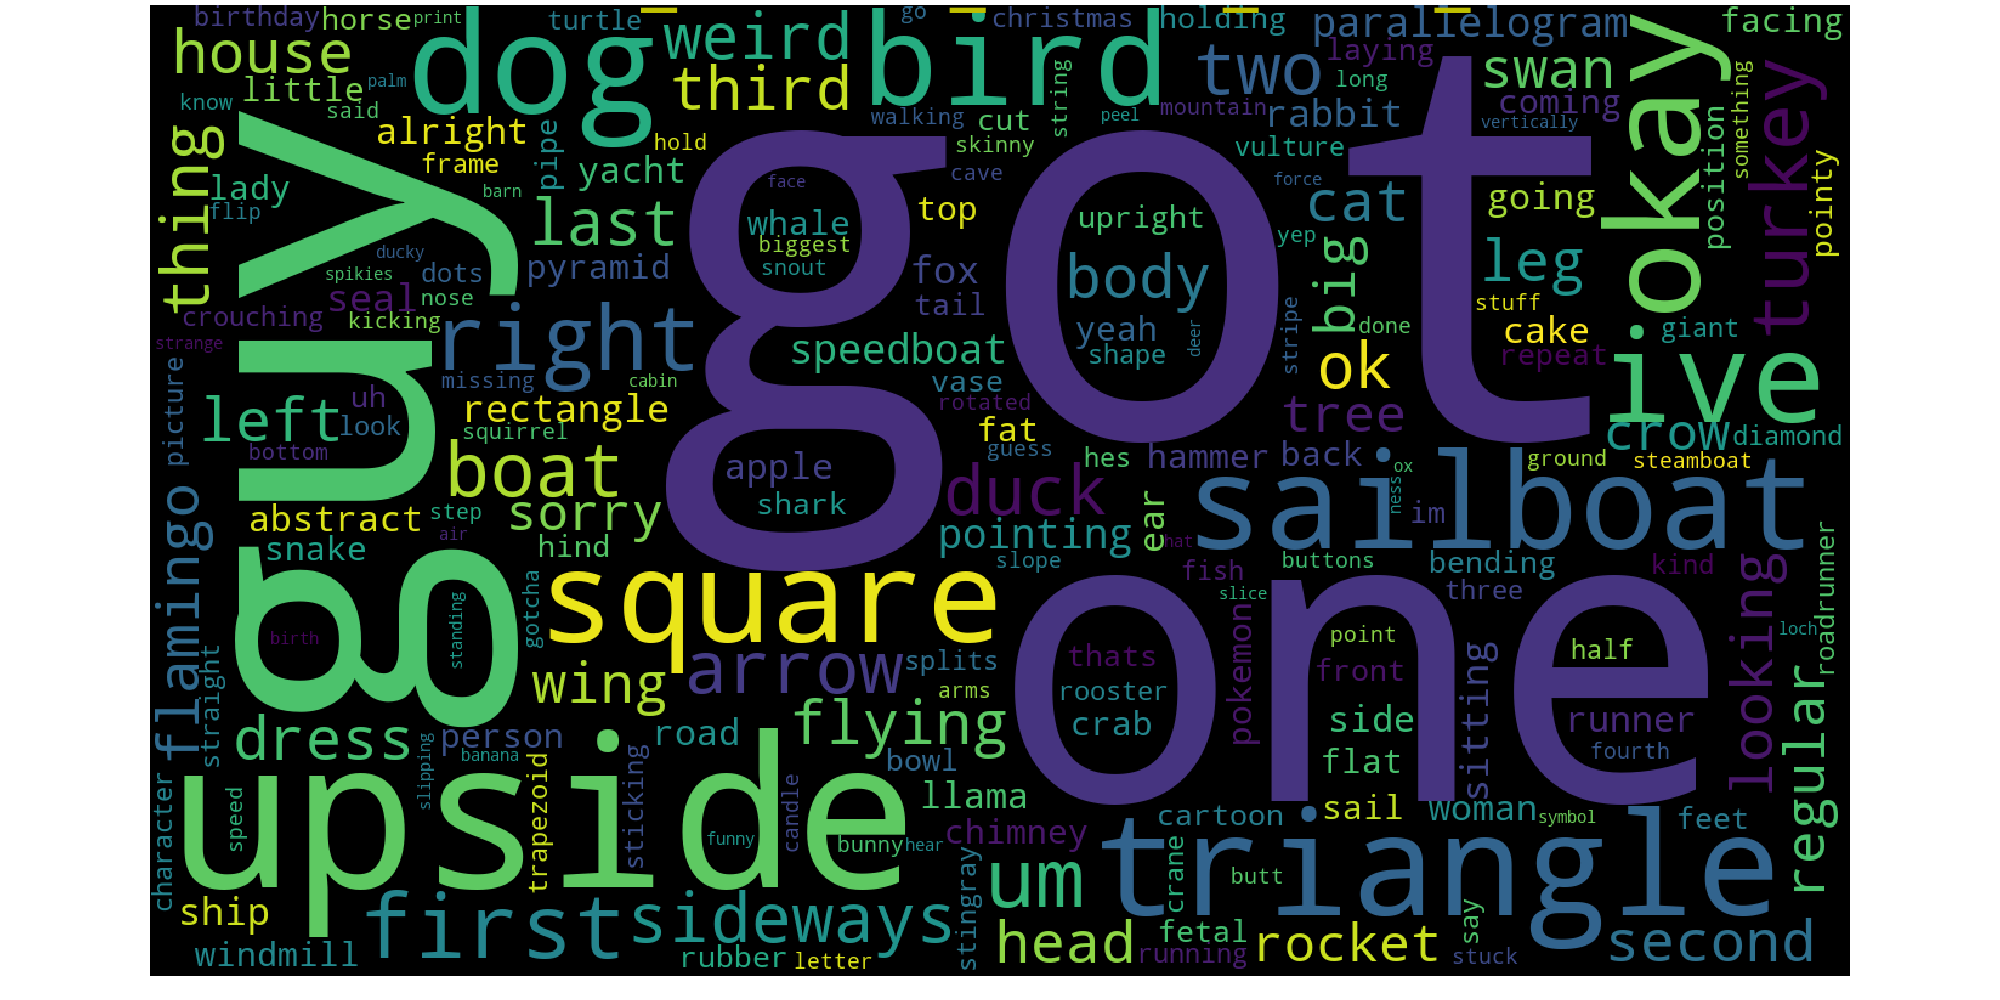 birthday
horse
print
turtle
go
christmas
holding
parallelogram
facing
house
dog
weird
bird
two
laying
swan
okay
little
palm
third
long
know
said
string
mountain
rabbit
coming
turkey
thing
alright
pipe
hold
walking
cut
peel
vertically
something
frame
skinny
vulture
position
pointy
lady
flip
guy
barn
yacht
face
cave
got
force
cat
going
last
whale
top
upright
yep
biggest
ducky
spikies
dots
pyramid
snout
fox
body
big
leg
seal
nose
tail
stuff
crouching
kicking
right
yeah
deer
stripe
done
cake
giant
strange
speedboat
shape
ok
repeat
ive
picture
missing
cabin
vase
left
uh
look
rectangle
rotated
tree
squirrel
fat
crow
diamond
bottom
boat
apple
guess
hes
hammer
back
ox
ground
steamboat
flamingo
abstract
step
sorry
shark
duck
ear
sailboat
ness
im
snake
air
hind
pointing
hat
slope
fish
buttons
bending
kind
looking
roadrunner
gotcha
square
slice
one
three
birth
standing
straight
wing
arrow
splits
thats
pokemon
point
half
loch
arms
rooster
front
regular
dress
person
road
flying
crab
side
sitting
runner
slipping
banana
sticking
bowl
flat
fourth
character
speed
upside
trapezoid
candle
llama
cartoon
sail
woman
symbol
feet
funny
bunny
hear
chimney
triangle
ship
first
sideways
stingray
um
crane
butt
say
windmill
rubber
letter
head
fetal
running
rocket
stuck
second